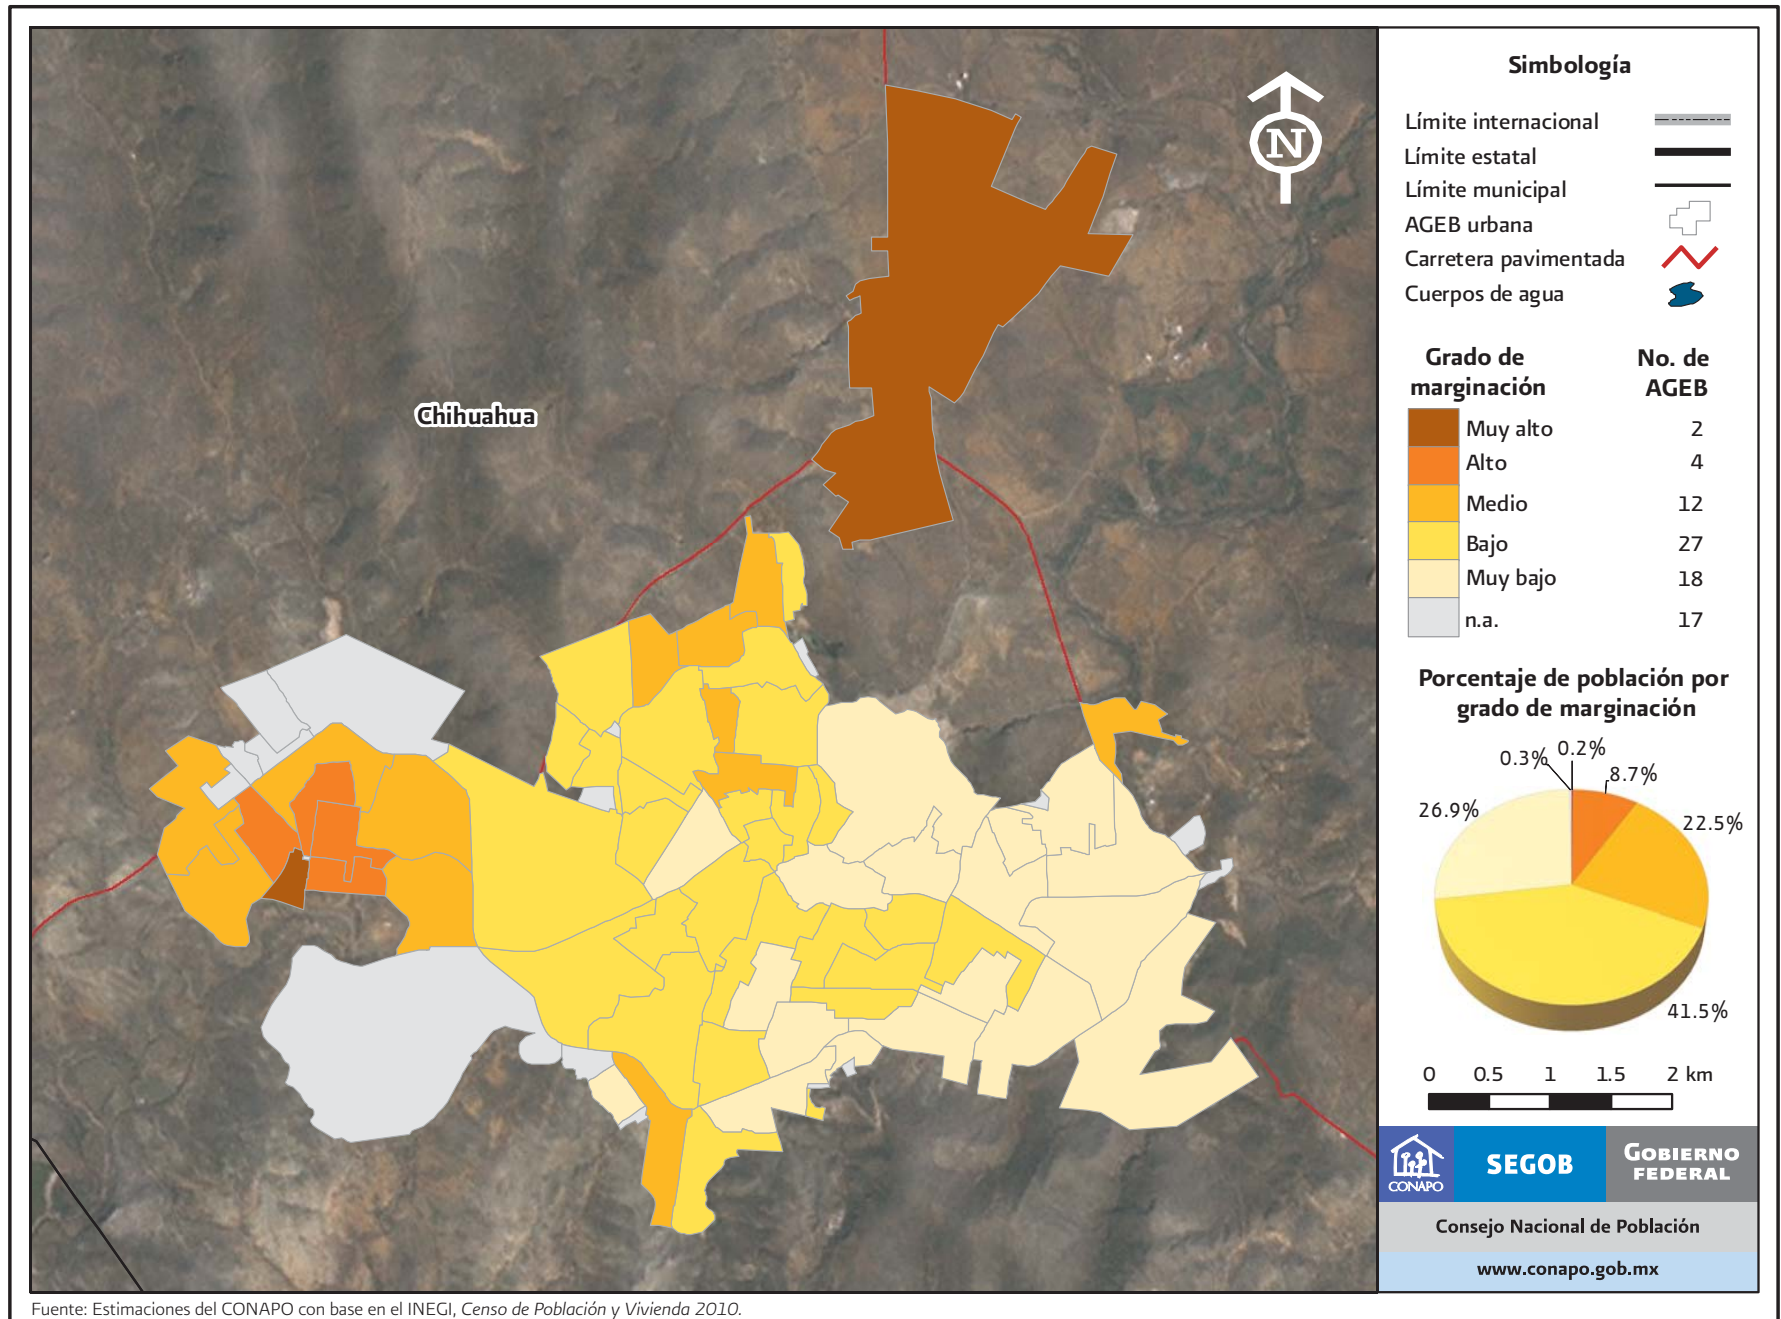 Chihuahua
N
Simbología
Límite internacional
Límite estatal
Límite municipal
AGEB urbana
Carretera pavimentada
Cuerpos de agua
Grado de marginación
No. de AGEB
Muy alto 2
Alto 4
Medio 12
Bajo 27
Muy bajo 18
n.a. 17
Porcentaje de población por
grado de marginación
0.3% 0.2%
8.7%
26.9%
22.5%
41.5%
0 0.5 1 1.5 2 km
CONAPO
SEGOB
GOBIERNO
FEDERAL
Consejo Nacional de Población
www.conapo.gob.mx
Fuente: Estimaciones del CONAPO con base en el INEGI, Censo de Población y Vivienda 2010.